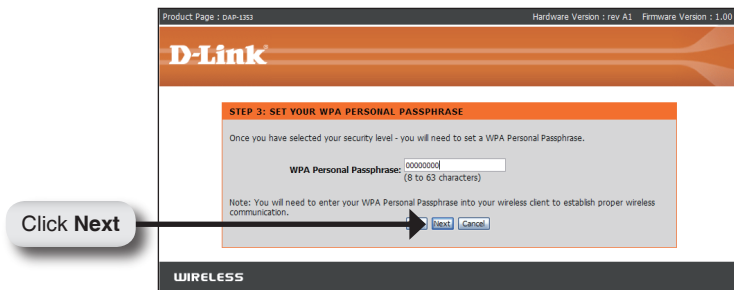 Product Page : DAP-1353 Hardware Version : rev A1 Firmware Version : 1.00
D-Link
STEP 3: SET YOUR WPA PERSONAL PASSPHRASE
Once you have selected your security level - you will need to set a WPA Personal Passphrase.
WPA Personal Passphrase: 00000000
(8 to 63 characters)
Note: You will need to enter your WPA Personal Passphrase into your wireless client to establish proper wireless
communication.
Next Cancel
Click Next
WIRELESS